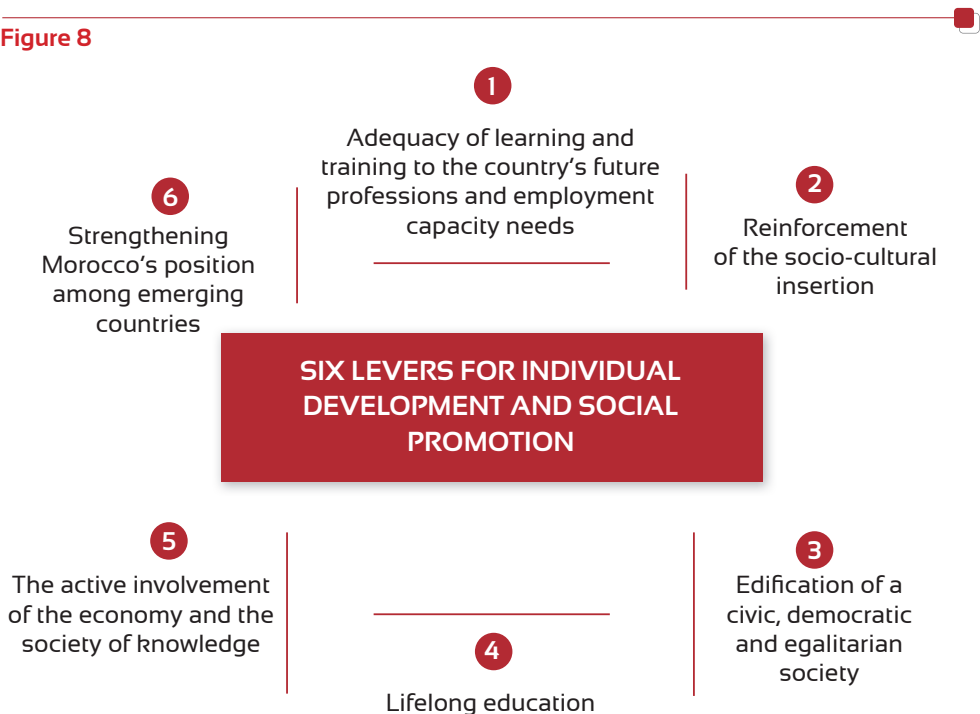 Figure 8
1
Adequacy of learning and
training to the country's future
professions and employment
capacity needs
2
Reinforcement
of the socio-cultural
insertion
6
Strengthening
Morocco's position
among emerging
countries
SIX LEVERS FOR INDIVIDUAL
DEVELOPMENT AND SOCIAL
PROMOTION
3
Edification of a
civic, democratic
and egalitarian
society
4
Lifelong education
5
The active involvement
of the economy and the
society of knowledge